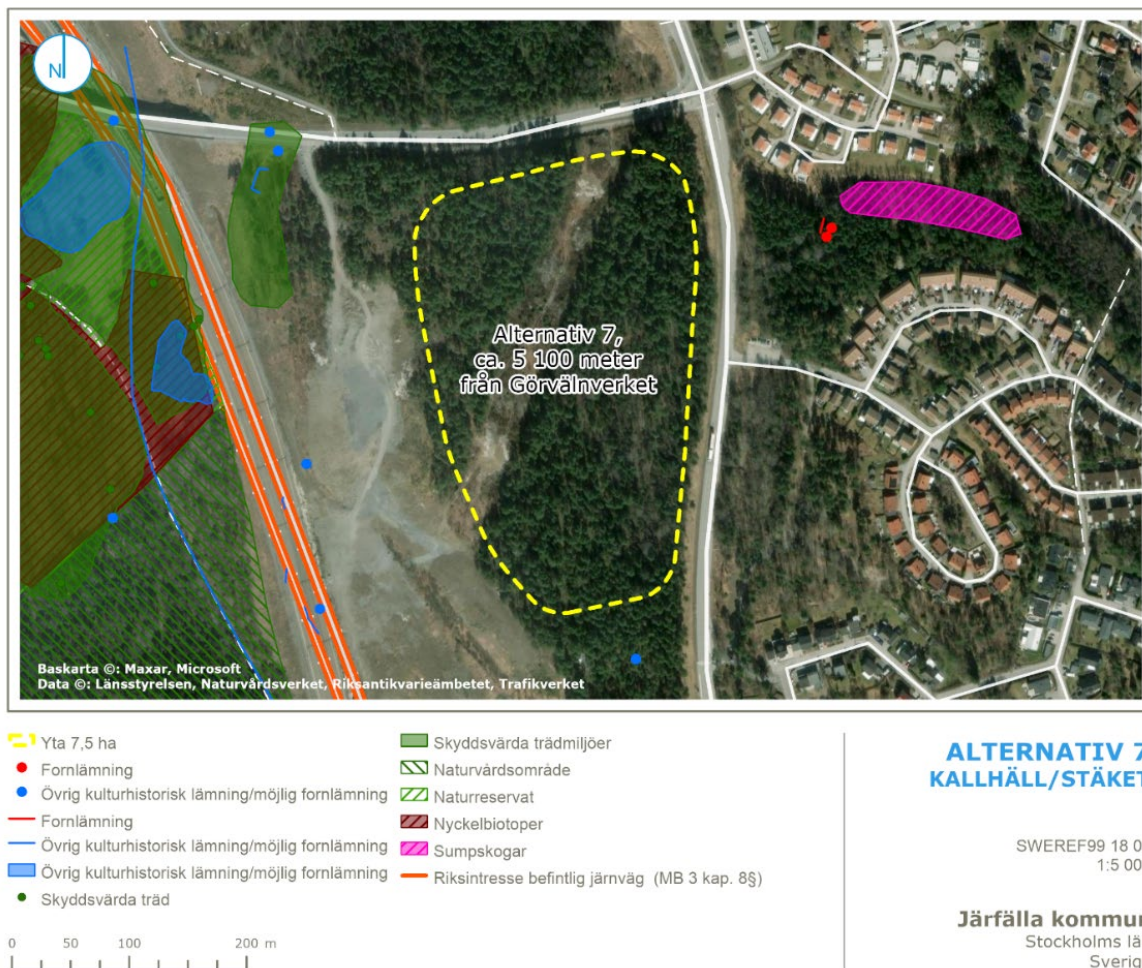 N
Alternativ 7,
ca. 5 100 meter
från Görvälnverket
Baskarta ©: Maxar, Microsoft
Data ©: Länsstyrelsen, Naturvårdsverket, Riksantikvarieämbetet, Trafikverket
Yta 7,5 ha
Fornlämning
Övrig kulturhistorisk lämning/möjlig fornlämning
Fornlämning
Övrig kulturhistorisk lämning/möjlig fornlämning
Övrig kulturhistorisk lämning/möjlig fornlämning
Skyddsvärda träd
Skyddsvärda trädmiljöer
Naturvårdsområde
Naturreservat
Nyckelbiotoper
Sumpskogar
Riksintresse befintlig järnväg (MB 3 kap. 8§)
0 50 100 200 m
ALTERNATIV 7
KALLHÄLL/STÄKET
SWEREF99 18 0
1:5 00
Järfälla kommun
Stockholms lä
Sverig